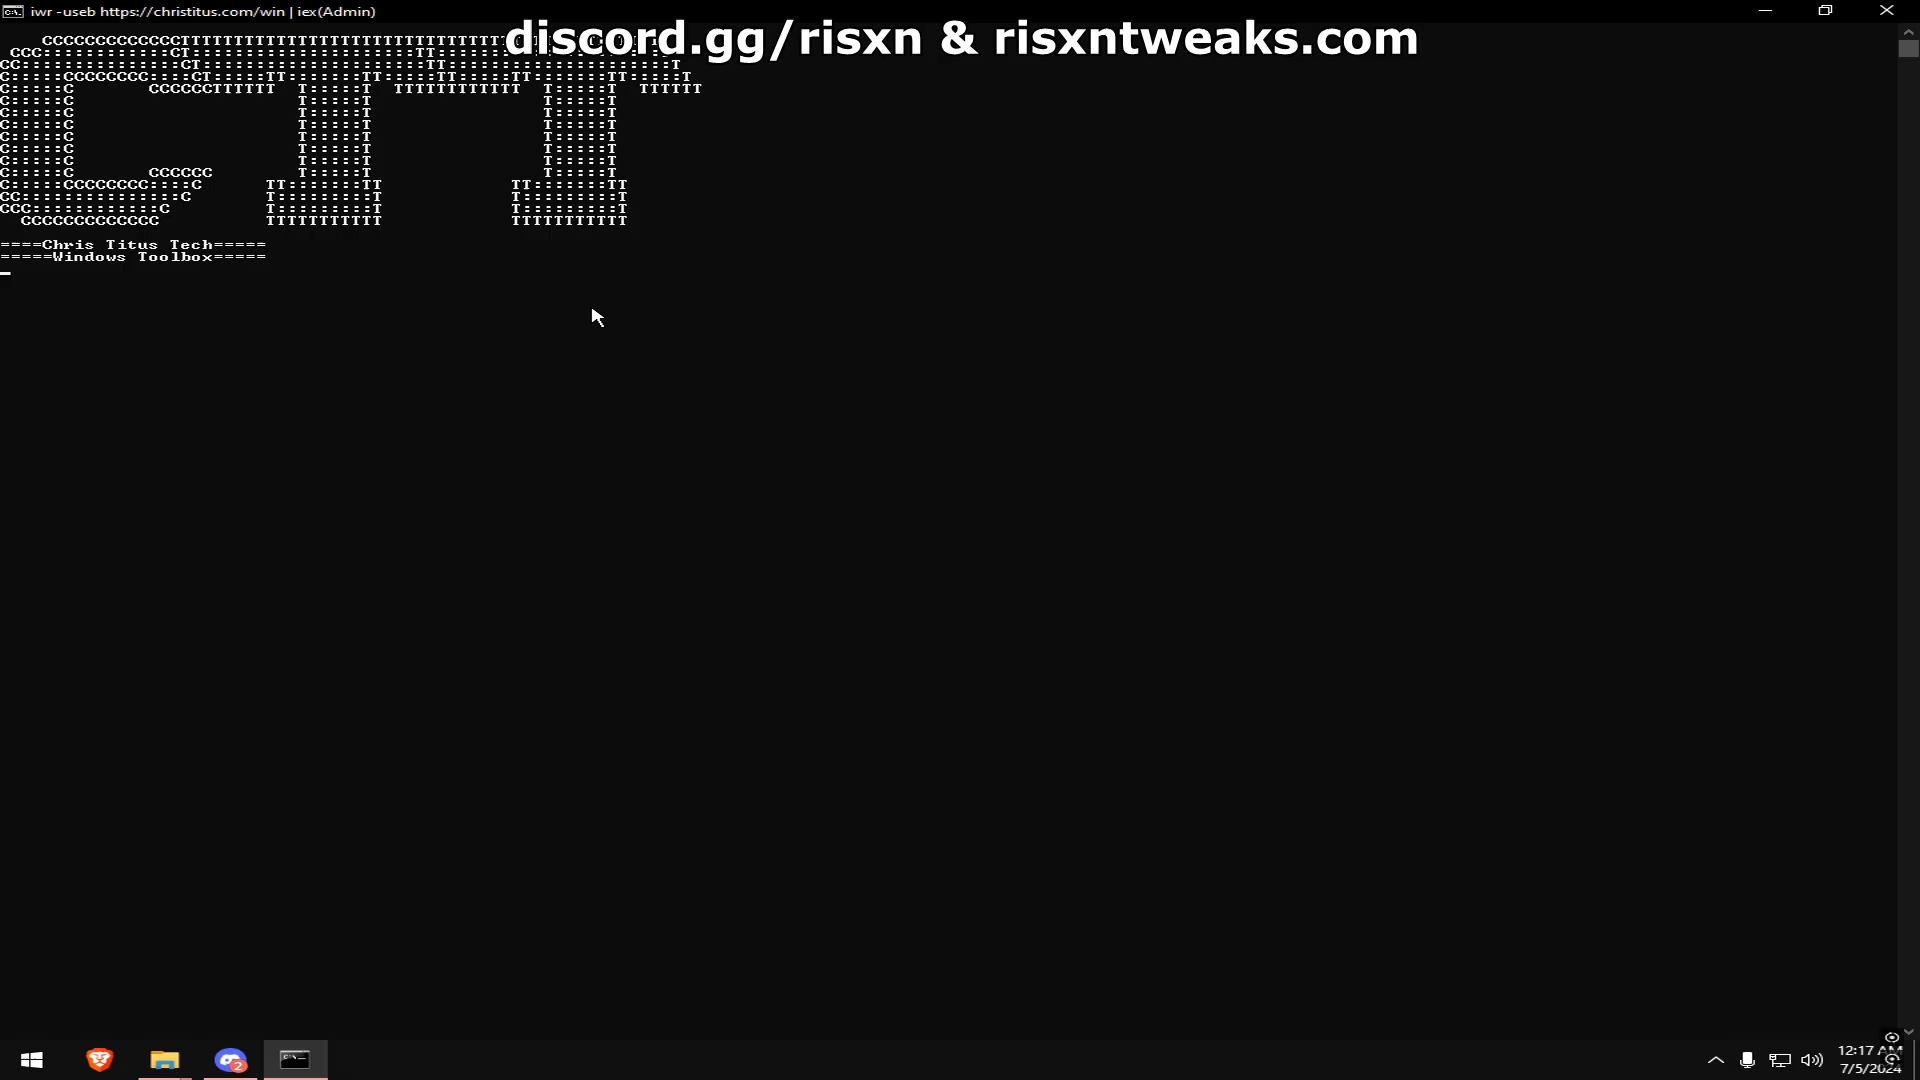 iwr -useb https://christitus.com/win | iex(Admin)
discord.gg/risxn & risxntweaks.com
====Chris Titus Tech=====
=====Windows Toolbox=====
2
12:17 AM
7/5/2024